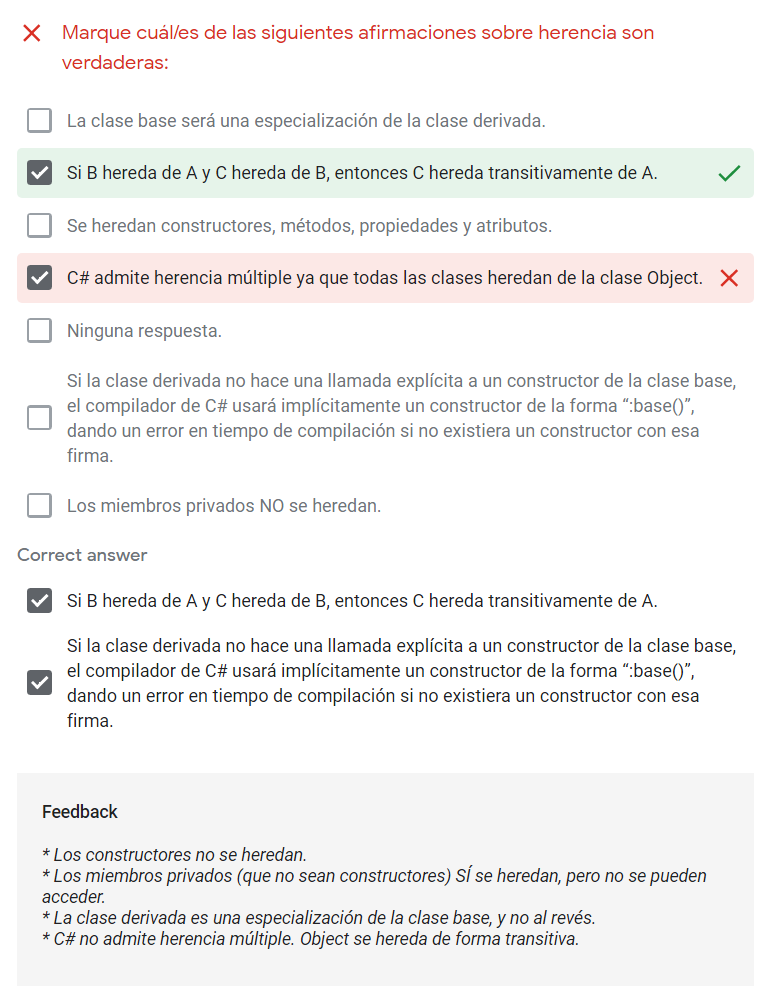 Marque cuál/es de las siguientes afirmaciones sobre herencia son
verdaderas:
La clase base será una especialización de la clase derivada.
Si B hereda de A y C hereda de B, entonces C hereda transitivamente de A.
Se heredan constructores, métodos, propiedades y atributos.
C# admite herencia múltiple ya que todas las clases heredan de la clase Object.
Ninguna respuesta.
Si la clase derivada no hace una llamada explícita a un constructor de la clase base,
el compilador de C# usará implícitamente un constructor de la forma “:base()”,
dando un error en tiempo de compilación si no existiera un constructor con esa
firma.
Los miembros privados NO se heredan.
Correct answer
Si B hereda de A y C hereda de B, entonces C hereda transitivamente de A.
Si la clase derivada no hace una llamada explícita a un constructor de la clase base,
el compilador de C# usará implícitamente un constructor de la forma “:base()”,
dando un error en tiempo de compilación si no existiera un constructor con esa
firma.
Feedback
* Los constructores no se heredan.
* Los miembros privados (que no sean constructores) SÍ se heredan, pero no se pueden
acceder.
* La clase derivada es una especialización de la clase base, y no al revés.
* C# no admite herencia múltiple. Object se hereda de forma transitiva.